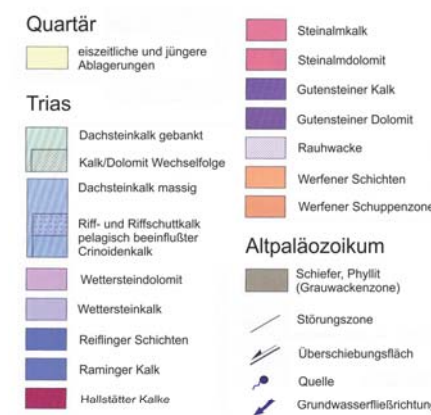 Quartär
eiszeitliche und jüngere
Ablagerungen
Trias
Dachsteinkalk gebankt
Kalk/Dolomit Wechselfolge
Dachsteinkalk massig
Riff- und Riffschuttkalk
pelagisch beeinflußter
Crinoidenkalk
Wettersteindolomit
Wettersteinkalk
Reiflinger Schichten
Raminger Kalk
Hallstätter Kalke
Steinalmkalk
Steinalmdolomit
Gutensteiner Kalk
Gutensteiner Dolomit
Rauhwacke
Werfener Schichten
Werfener Schuppenzone
Altpaläozoikum
Schiefer, Phyllit
(Grauwackenzone)
Störungszone
Überschiebungsfläch
Quelle
Grundwasserfließrichtung